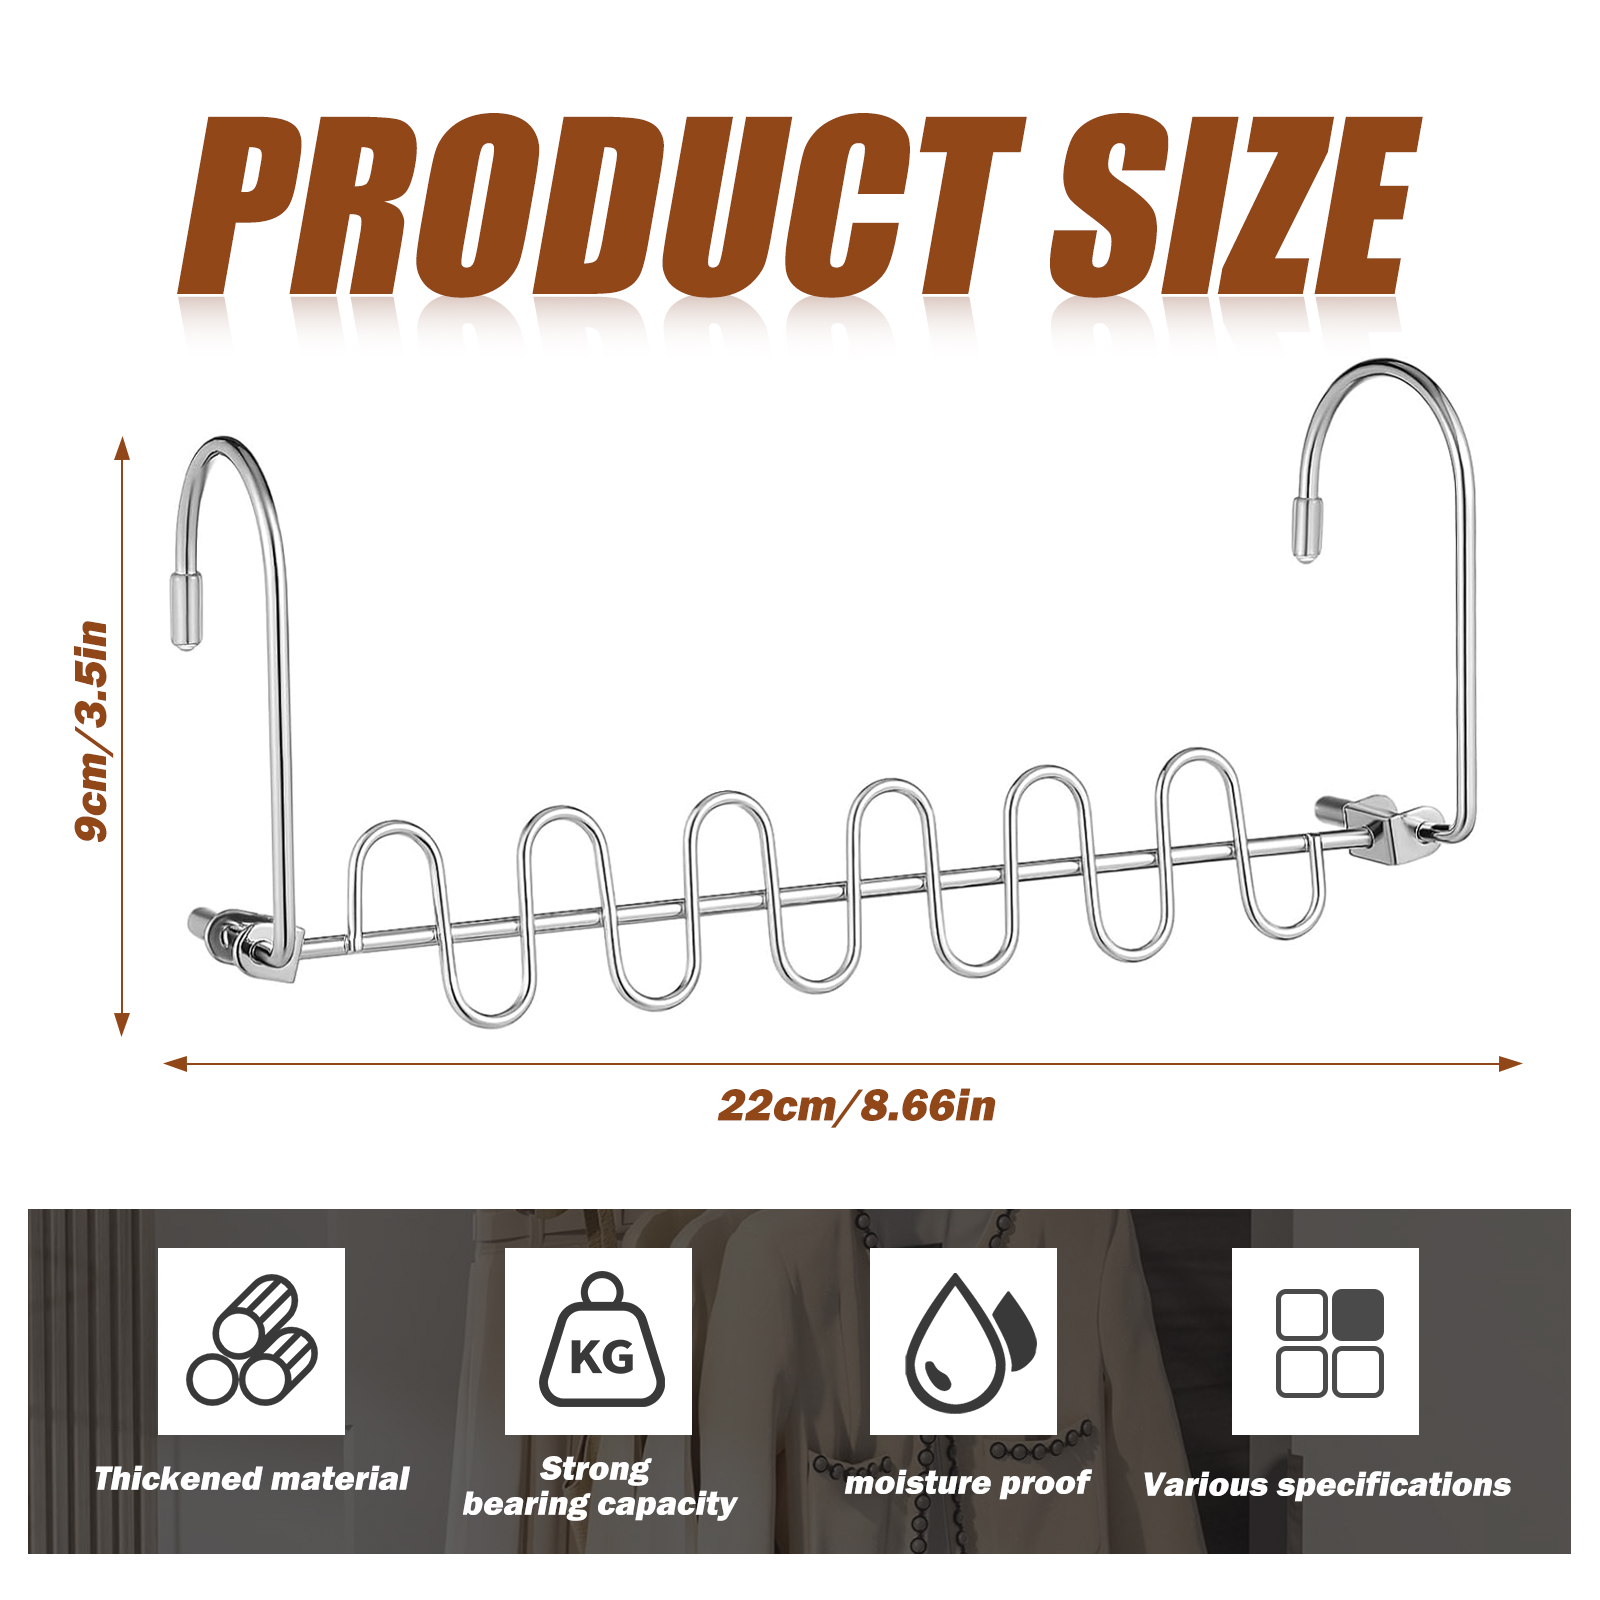 PRODUCT SIZE
9cm/3.5in
22cm/8.66in
KG
Thickened material
Strong
bearing capacity
moisture proof
Various specifications